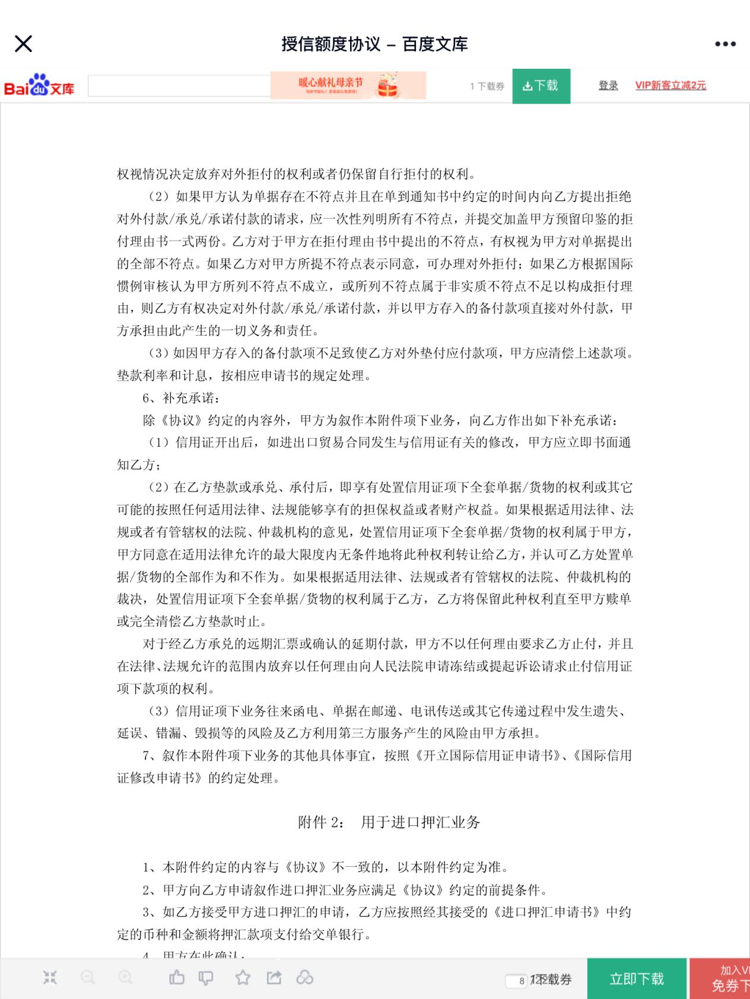 授信额度协议 – 百度文库
Bai du 文库
暖心献礼母亲节
1 下载券
下载
登录
VIP新客立减2元
权视情况决定放弃对外拒付的权利或者仍保留自行拒付的权利。
（2）如果甲方认为单据存在不符点并且在单到通知书中约定的时间内向乙方提出拒绝
对外付款/承兑/承诺付款的请求，应一次性列明所有不符点，并提交加盖甲方预留印鉴的拒
付理由书一式两份。乙方对于甲方在拒付理由书中提出的不符点，有权视为甲方对单据提出
的全部不符点。如果乙方对甲方所提不符点表示同意，可办理对外拒付；如果乙方根据国际
惯例审核认为甲方所列不符点不成立，或所列不符点属于非实质不符点不足以构成拒付理
由，则乙方有权决定对外付款/承兑/承诺付款，并以甲方存入的备付款项直接对外付款，甲
方承担由此产生的一切义务和责任。
（3）如因甲方存入的备付款项不足致使乙方对外垫付应付款项，甲方应清偿上述款项。
垫款利率和计息，按相应申请书的规定处理。
6、补充承诺：
除《协议》约定的内容外，甲方为叙作本附件项下业务，向乙方作出如下补充承诺：
（1）信用证开出后，如进出口贸易合同发生与信用证有关的修改，甲方应立即书面通
知乙方；
（2）在乙方垫款或承兑、承付后，即享有处置信用证项下全套单据/货物的权利或其它
可能的按照任何适用法律、法规能够享有的担保权益或者财产权益。如果根据适用法律、法
规或者有管辖权的法院、仲裁机构的意见，处置信用证项下全套单据/货物的权利属于甲方，
甲方同意在适用法律允许的最大限度内无条件地将此种权利转让给乙方，并认可乙方处置单
据/货物的全部作为和不作为。如果根据适用法律、法规或者有管辖权的法院、仲裁机构的
裁决，处置信用证项下全套单据/货物的权利属于乙方，乙方将保留此种权利直至甲方赎单
或完全清偿乙方垫款时止。
对于经乙方承兑的远期汇票或确认的延期付款，甲方不以任何理由要求乙方止付，并且
在法律、法规允许的范围内放弃以任何理由向人民法院申请冻结或提起诉讼请求止付信用证
项下款项的权利。
（3）信用证项下业务往来函电、单据在邮递、电讯传送或其它传递过程中发生遗失、
延误、错漏、毁损等的风险及乙方利用第三方服务产生的风险由甲方承担。
7、叙作本附件项下业务的其他具体事宜，按照《开立国际信用证申请书》、《国际信用
证修改申请书》的约定处理。
附件 2： 用于进口押汇业务
1、本附件约定的内容与《协议》不一致的，以本附件约定为准。
2、甲方向乙方申请叙作进口押汇业务应满足《协议》约定的前提条件。
3、如乙方接受甲方进口押汇的申请，乙方应按照经其接受的《进口押汇申请书》中约
定的币种和金额将押汇款项支付给交单银行。
4、甲方在此确认：
8
下载券
立即下载
加入VI
免券下